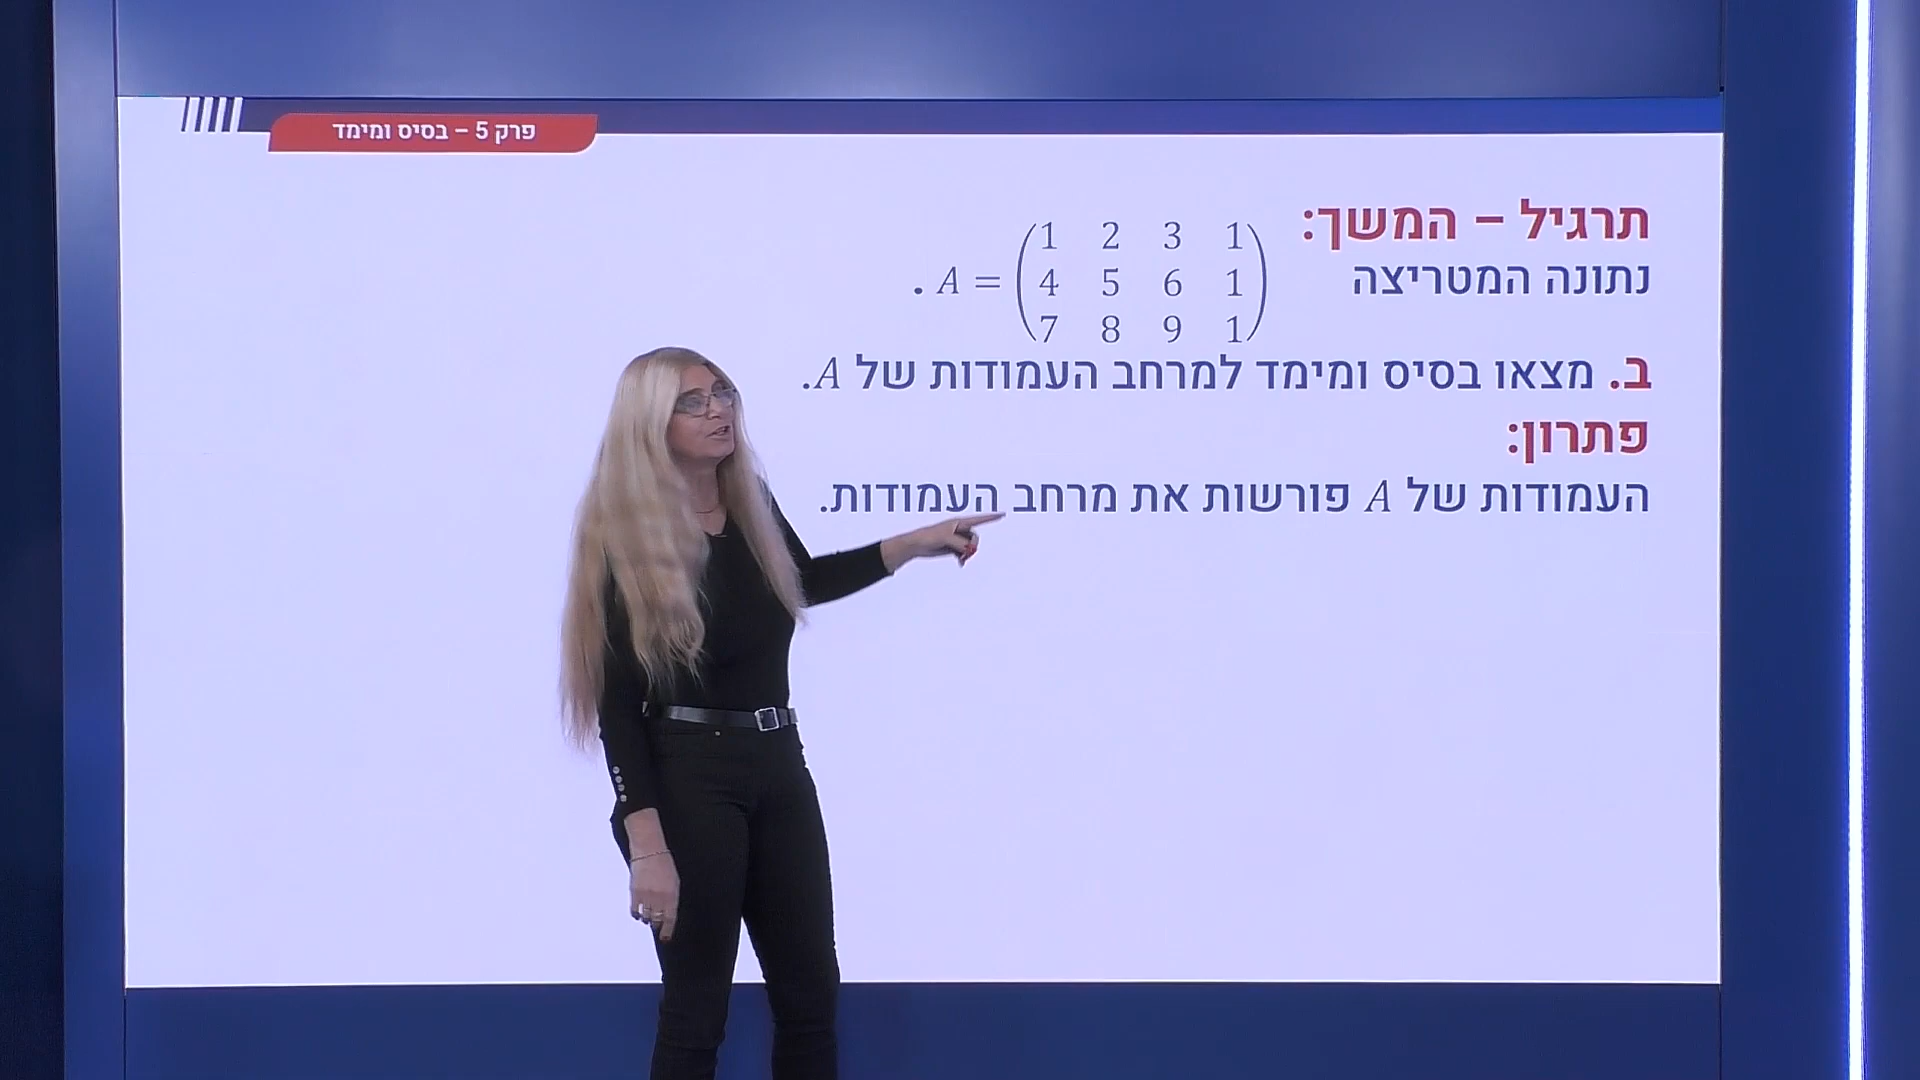 פרק 5 – בסיס ומימד
תרגיל – המשך:
נתונה המטריצה A = (1 2 3 1
4 5 6 1
7 8 9 1) .
ב. מצאו בסיס ומימד למרחב העמודות של A.
פתרון:
העמודות של A פורשות את מרחב העמודות.